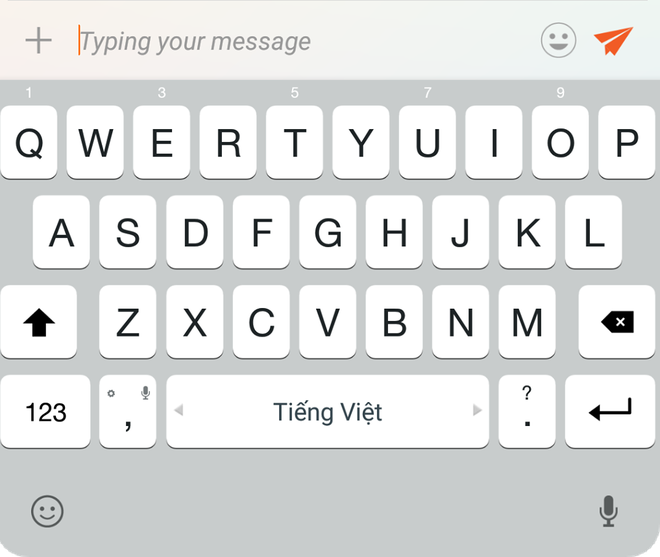 Typing your message
1 3 5 7 9
Q W E R T Y U I O P
A S D F G H J K L
Z X C V B N M
?
123 , Tiếng Việt .